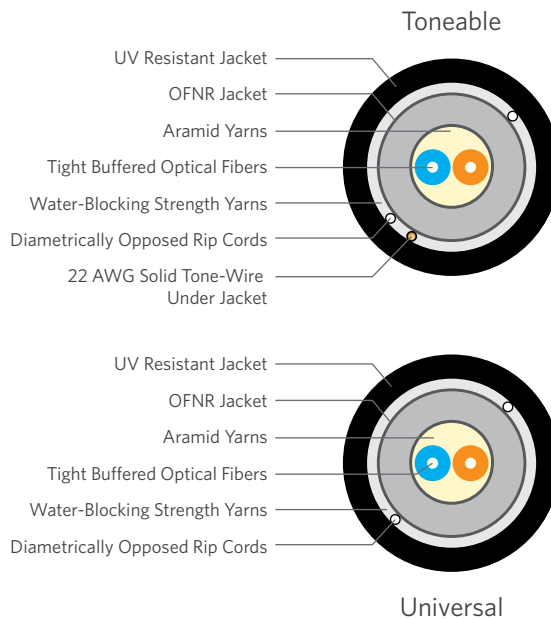 Toneable
UV Resistant Jacket
OFNR Jacket
Aramid Yarns
Tight Buffered Optical Fibers
Water-Blocking Strength Yarns
Diametrically Opposed Rip Cords
22 AWG Solid Tone-Wire
Under Jacket
UV Resistant Jacket
OFNR Jacket
Aramid Yarns
Tight Buffered Optical Fibers
Water-Blocking Strength Yarns
Diametrically Opposed Rip Cords
Universal